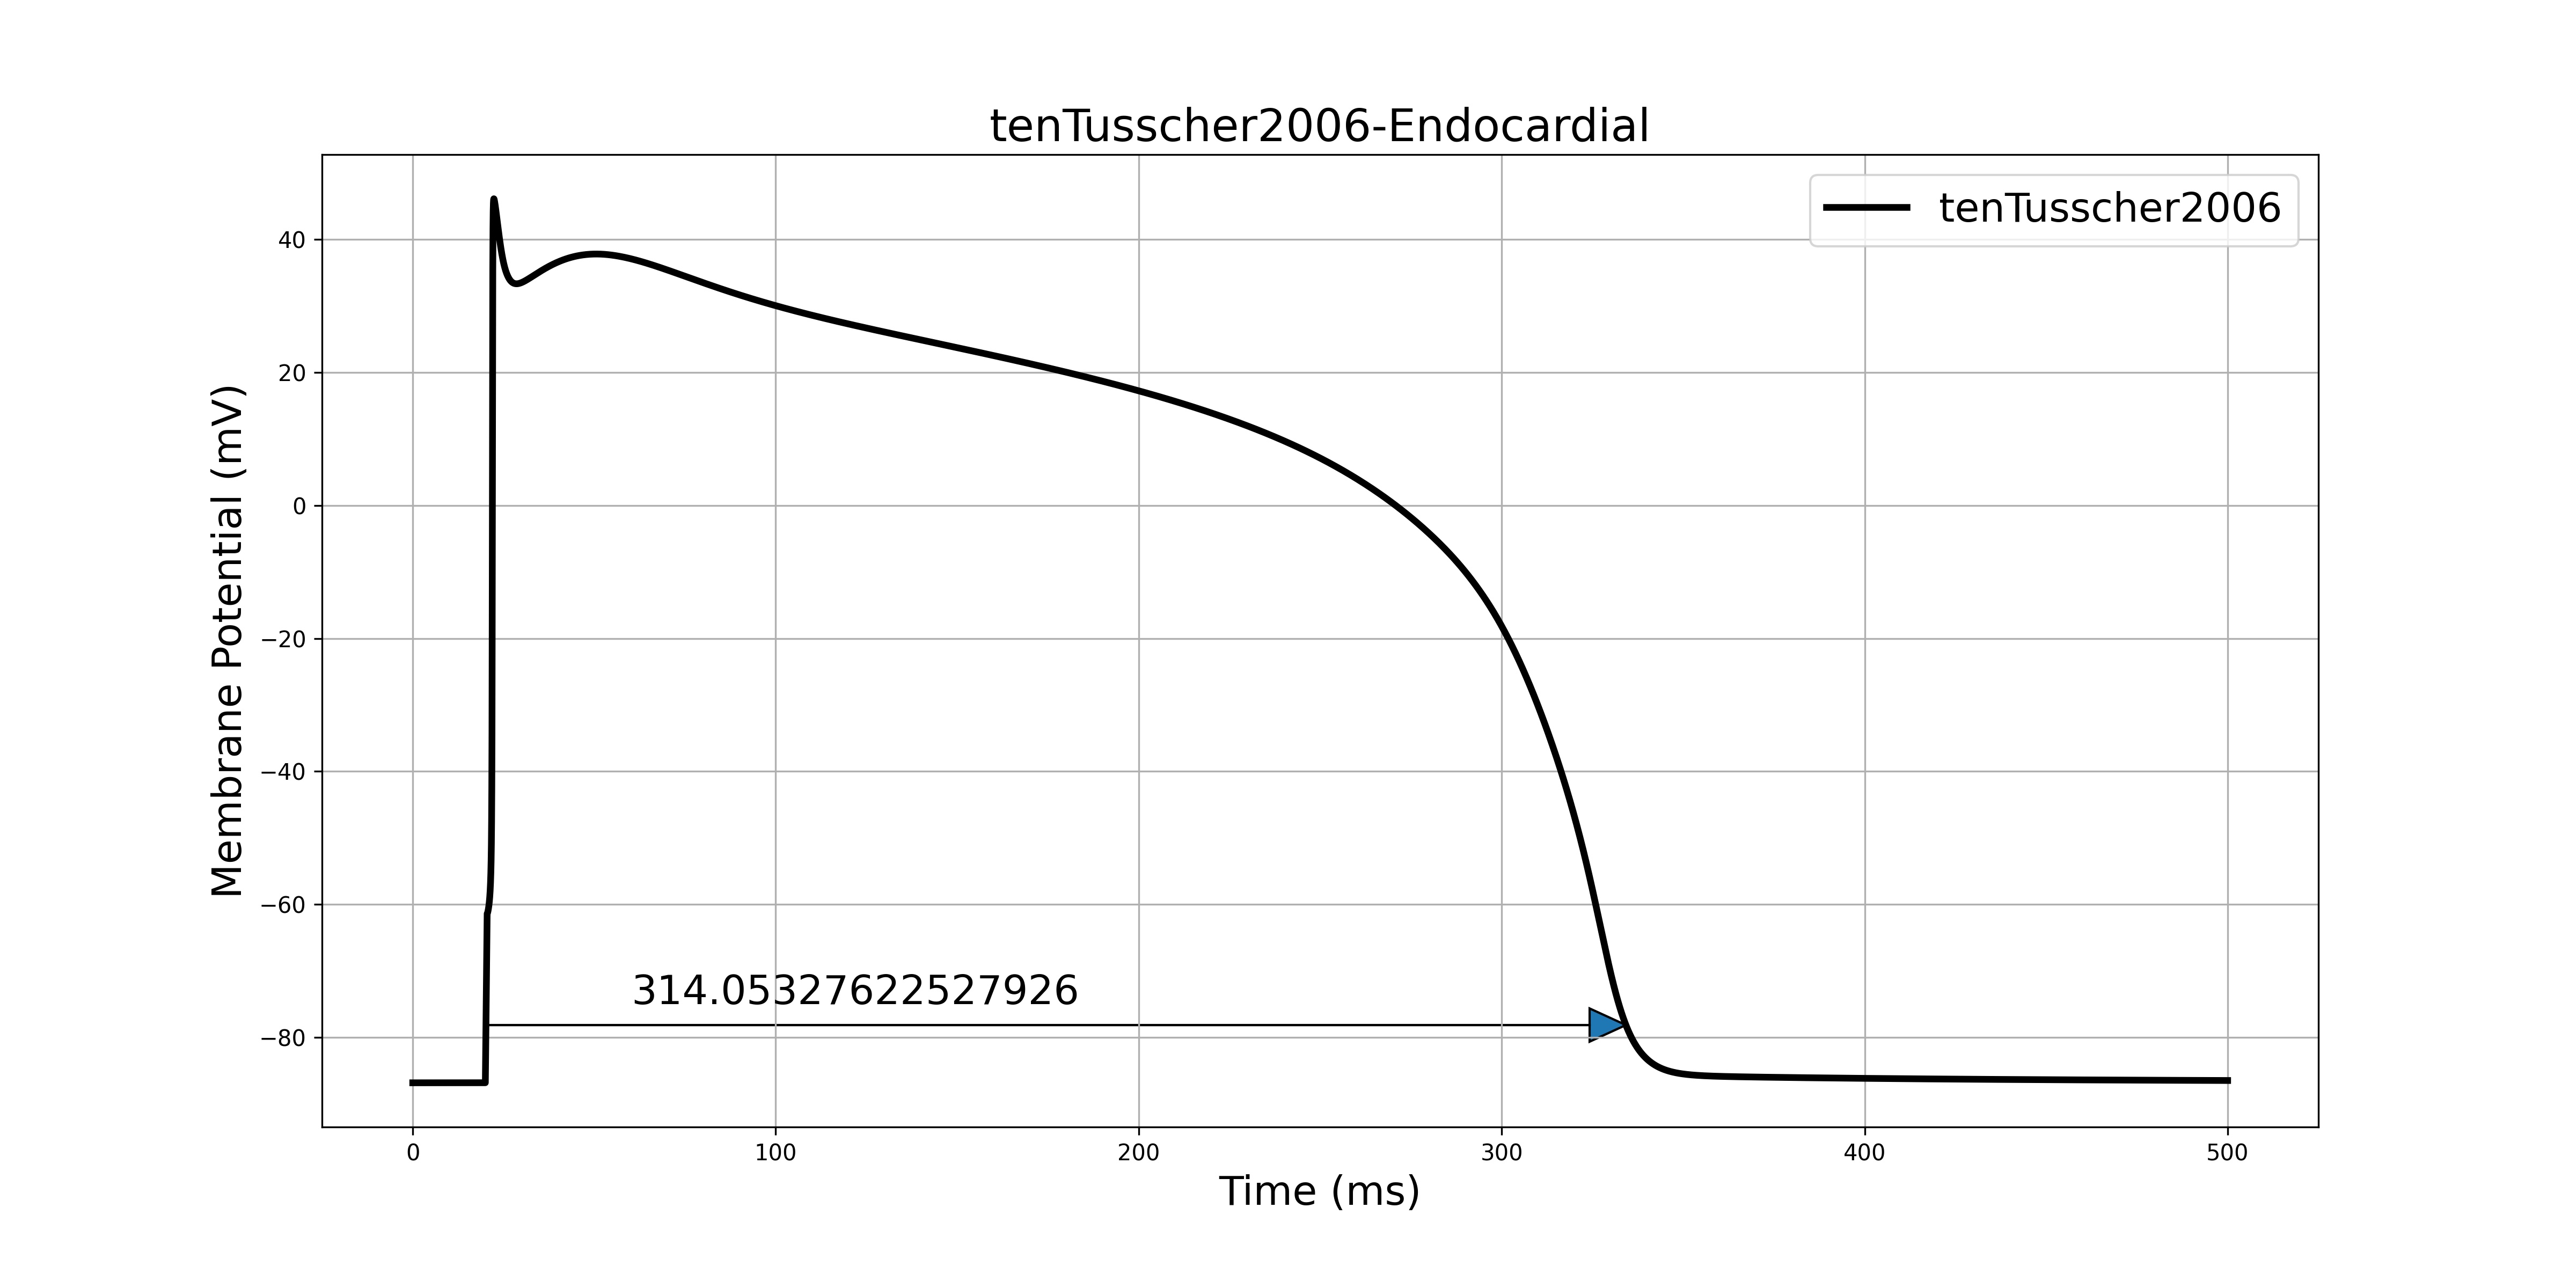 tenTusscher2006-Endocardial
tenTusscher2006
Membrane Potential (mV)
40
20
0
−20
−40
−60
−80
314.05327622527926
0 100 200 300 400 500
Time (ms)